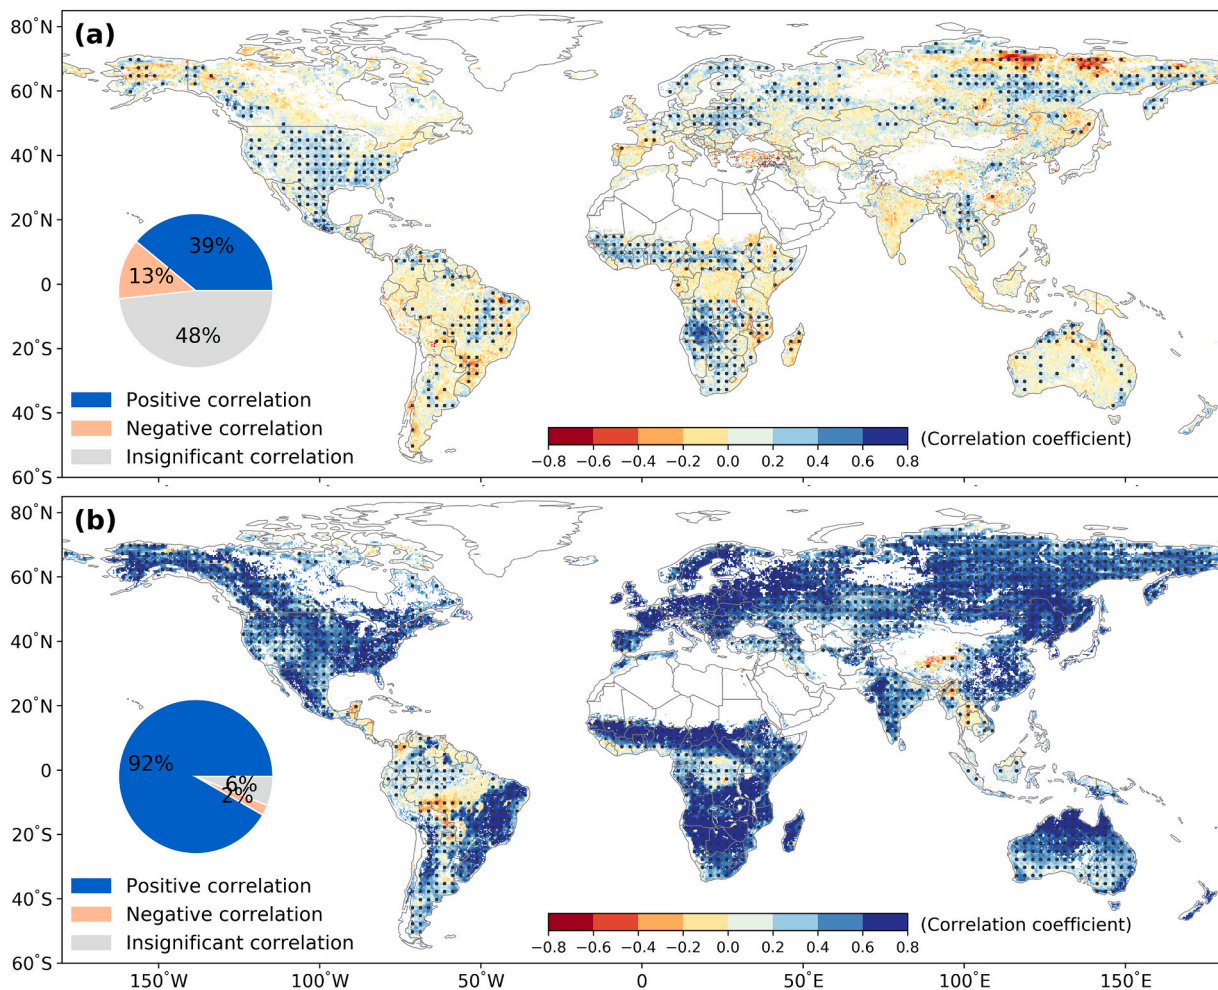 (a)
80°N
60°N
40°N
20°N
0
20°S
40°S
60°S
39%
13%
48%
Positive correlation
Negative correlation
Insignificant correlation
(Correlation coefficient)
−0.8 −0.6 −0.4 −0.2 0.0 0.2 0.4 0.6 0.8
(b)
80°N
60°N
40°N
20°N
0
20°S
40°S
60°S
92%
6%
2%
Positive correlation
Negative correlation
Insignificant correlation
(Correlation coefficient)
−0.8 −0.6 −0.4 −0.2 0.0 0.2 0.4 0.6 0.8
150°W 100°W 50°W 0 50°E 100°E 150°E